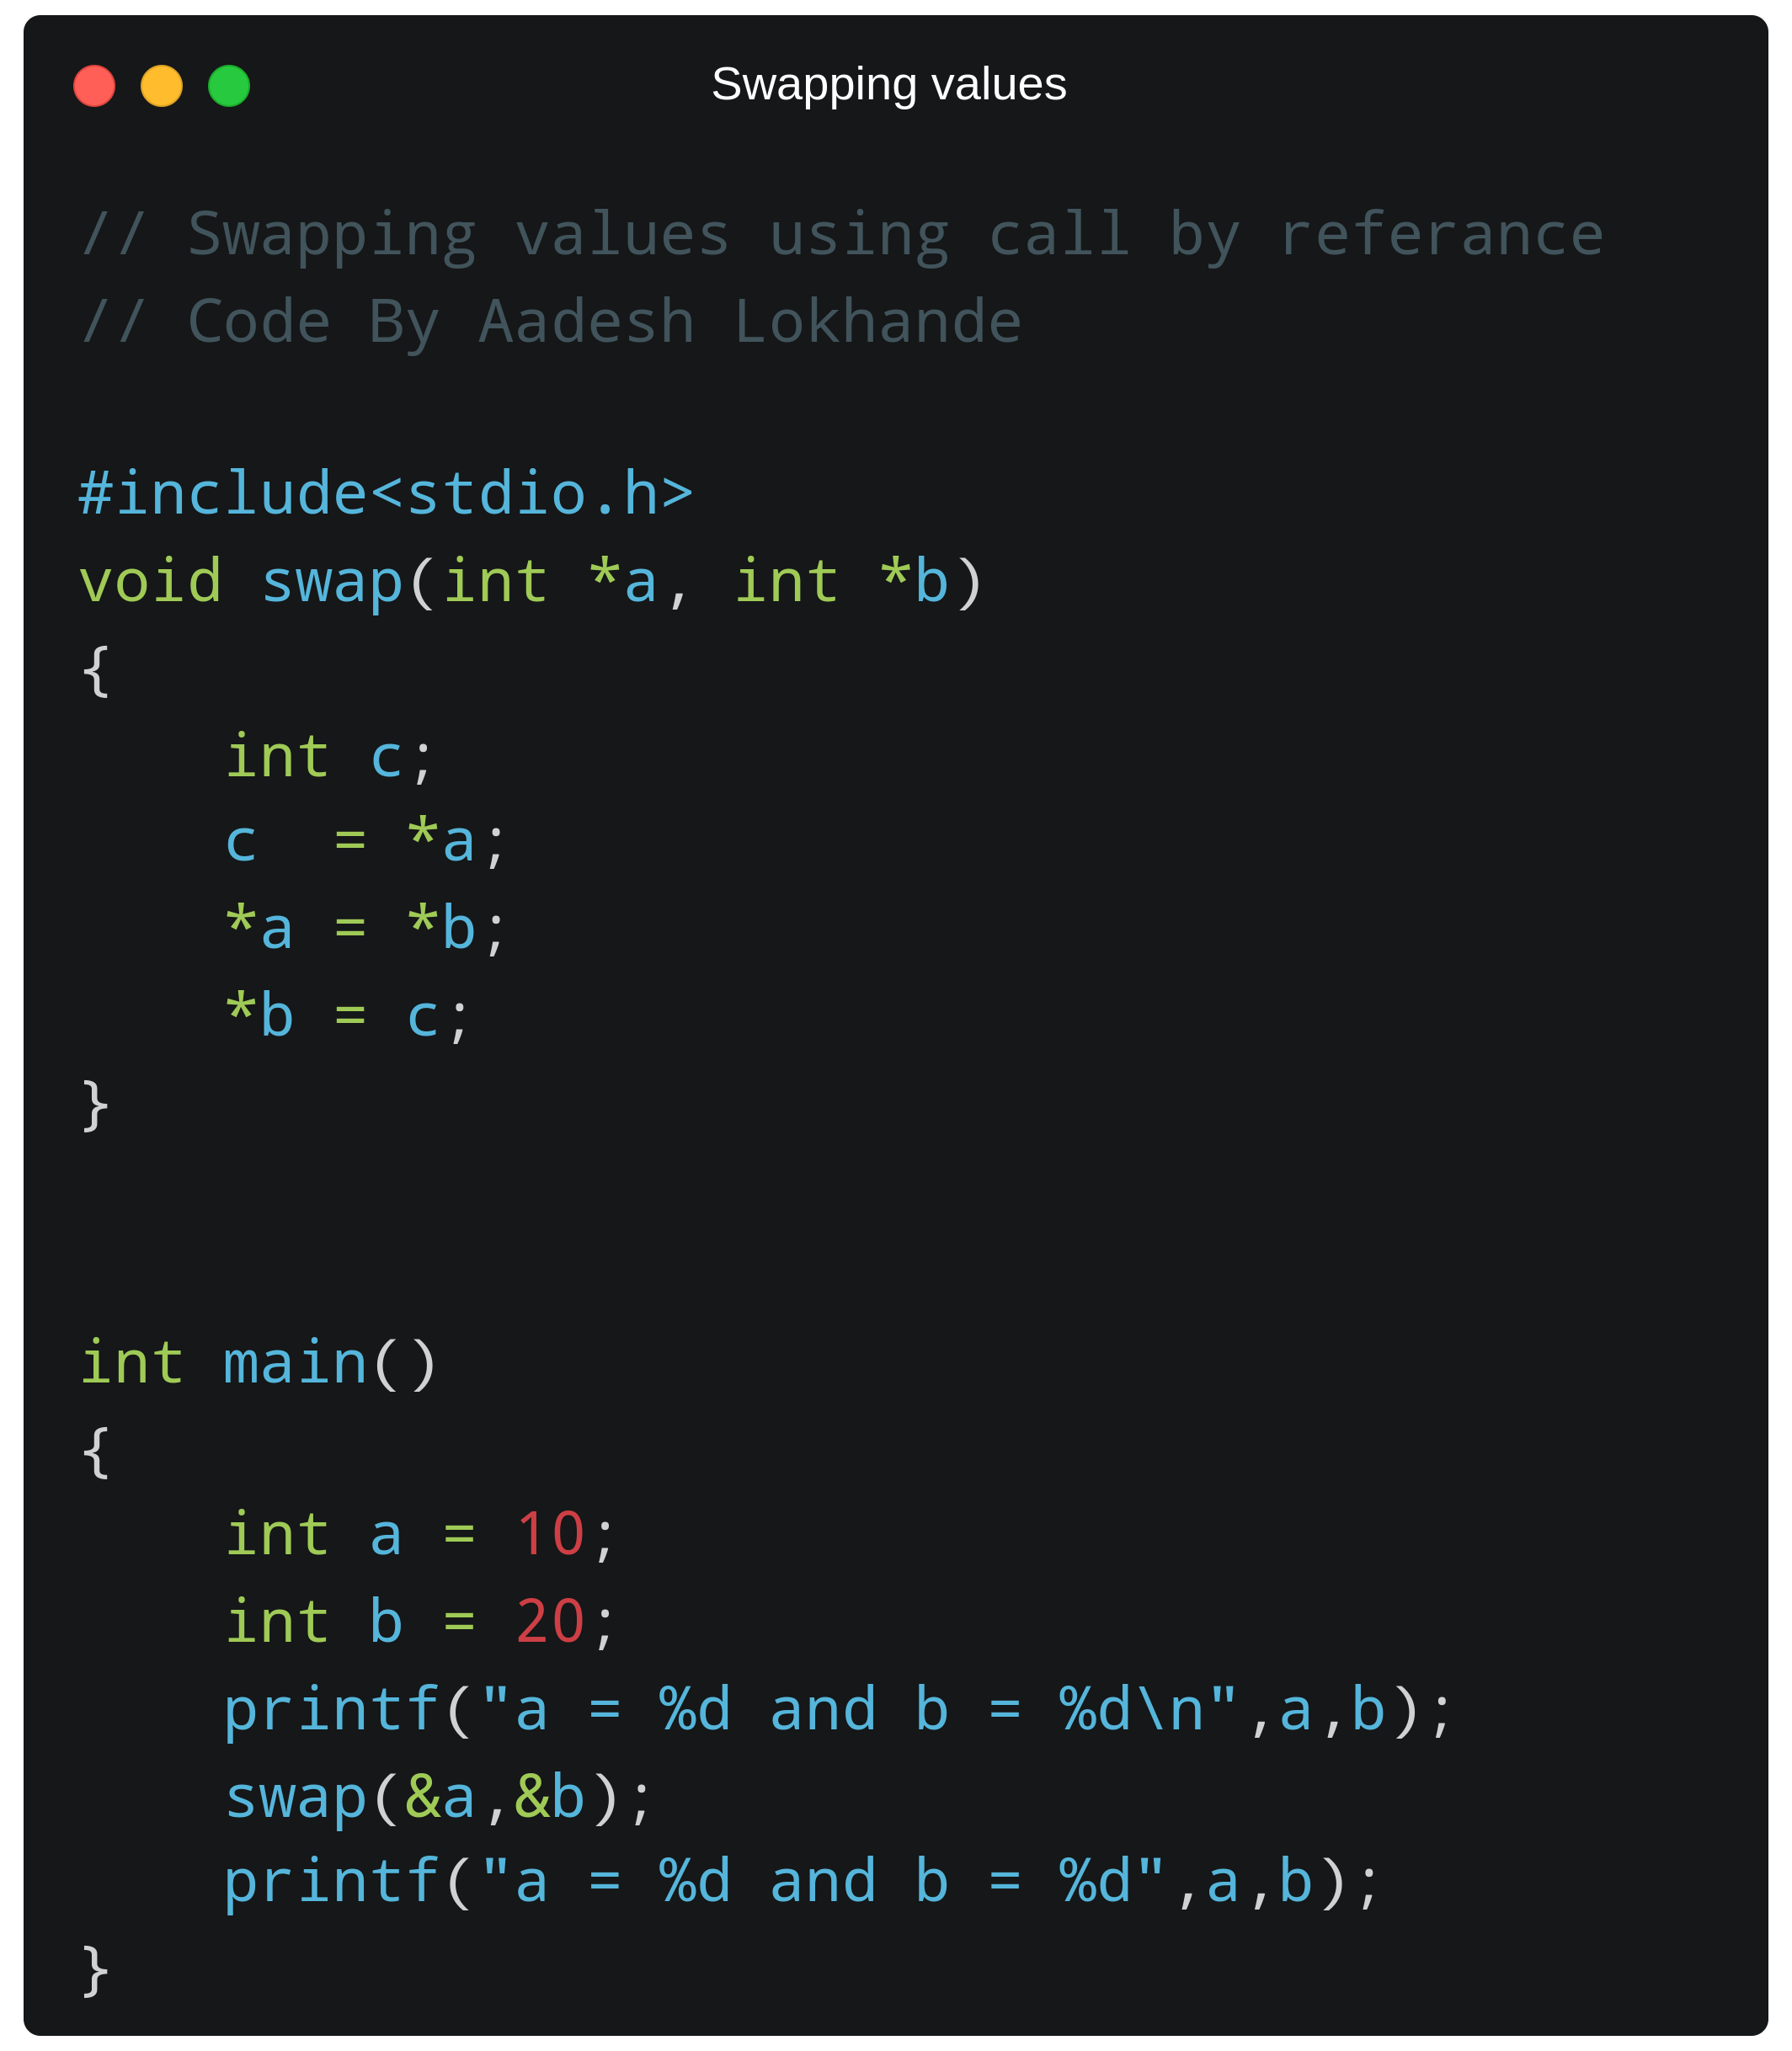 Swapping values
// Swapping values using call by referance
// Code By Aadesh Lokhande
#include<stdio.h>
void swap(int *a, int *b)
{
    int c;
    c  = *a;
    *a = *b;
    *b = c;
}
int main()
{
    int a = 10;
    int b = 20;
    printf("a = %d and b = %d\n",a,b);
    swap(&a,&b);
    printf("a = %d and b = %d",a,b);
}